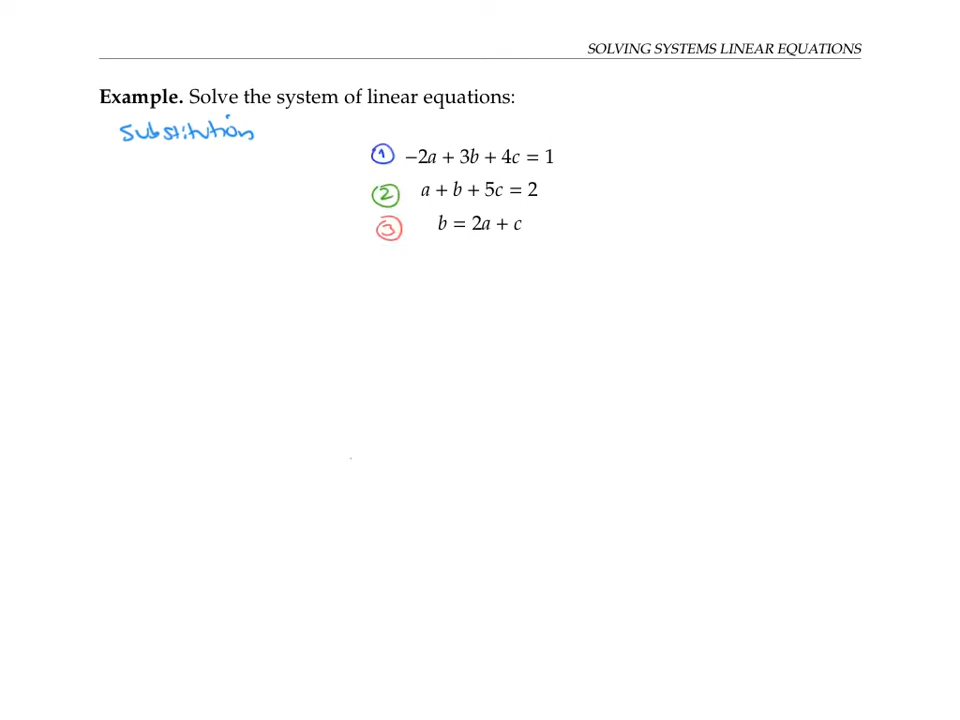 SOLVING SYSTEMS LINEAR EQUATIONS
Example. Solve the system of linear equations:
Substitution
① −2a + 3b + 4c = 1
② a + b + 5c = 2
③ b = 2a + c